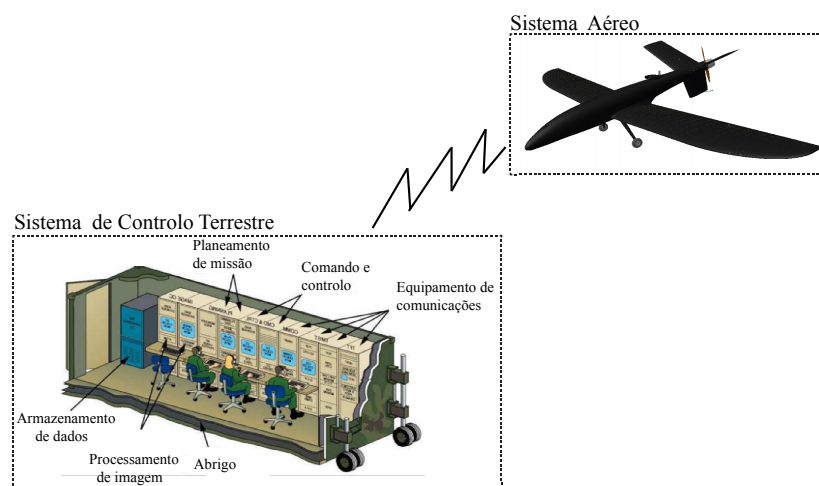 Sistema Aéreo
Sistema de Controlo Terrestre
Planeamento
de missão
Comando e
controlo
Equipamento de
comunicações
Armazenamento
de dados
Processamento
de imagem
Abrigo